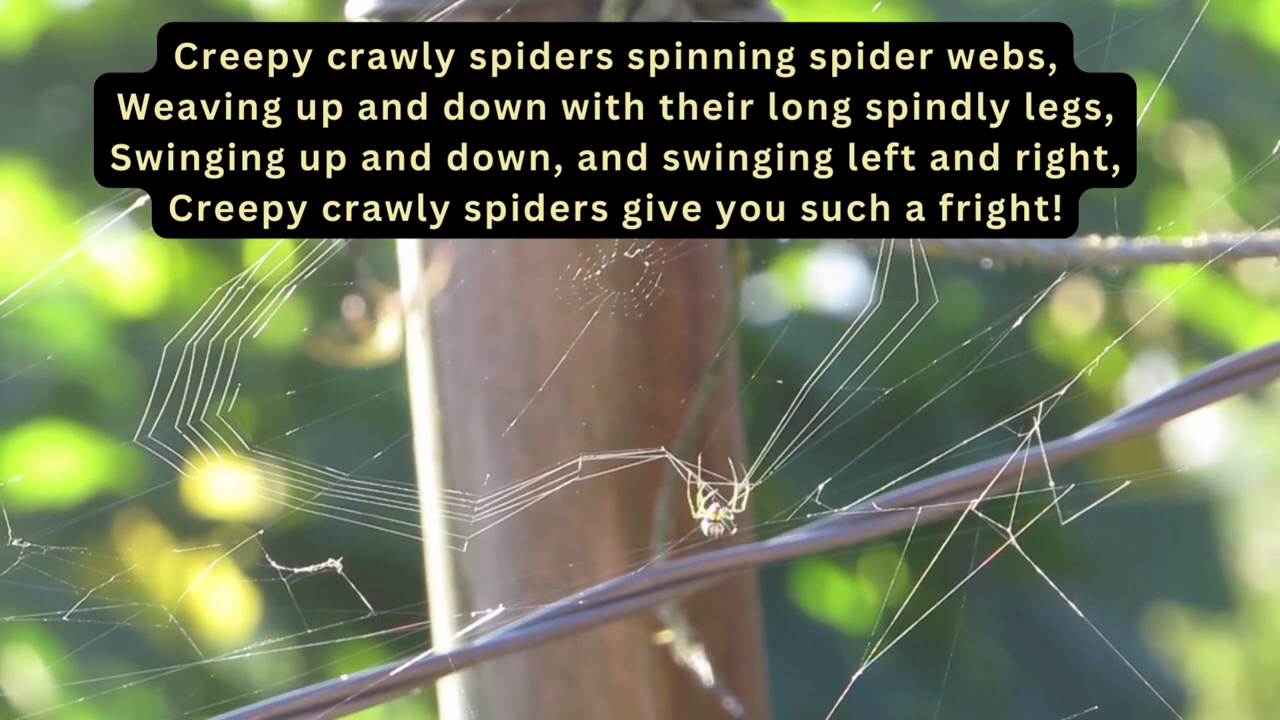 Creepy crawly spiders spinning spider webs,
Weaving up and down with their long spindly legs,
Swinging up and down, and swinging left and right,
Creepy crawly spiders give you such a fright!